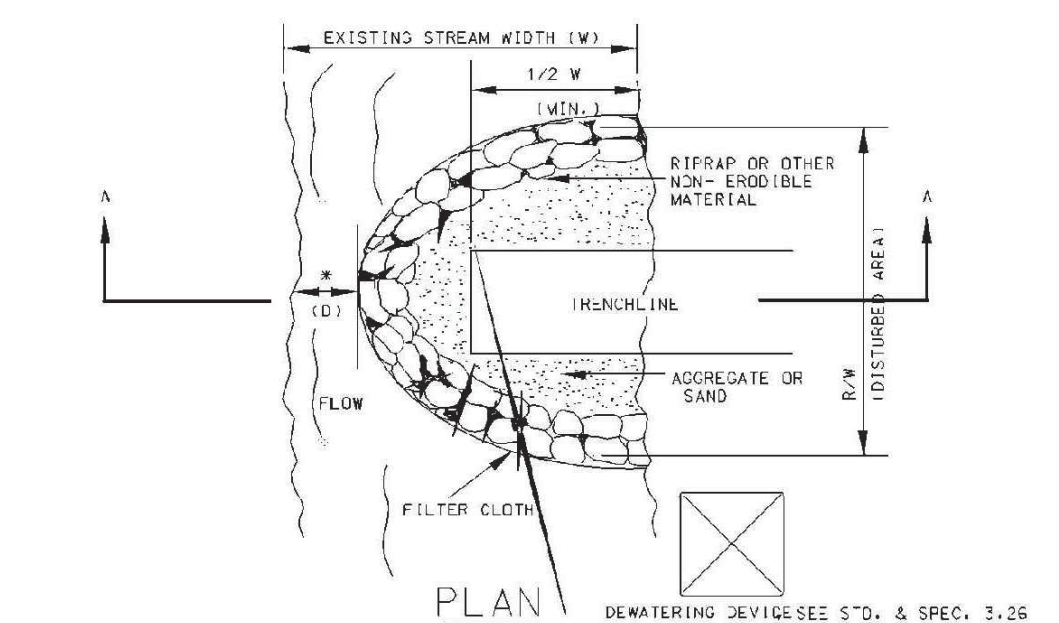 EXISTING STREAM WIDTH (W)
1/2 W
(MIN.)
RIPRAP OR OTHER
NON- ERODIBLE
MATERIAL
A
A
*
(D)
TRENCHLINE
R/W
(DISTURBED AREA)
AGGREGATE OR
SAND
FLOW
FILTER CLOTH
PLAN
DEWATERING DEVICE SEE STD. & SPEC. 3.26